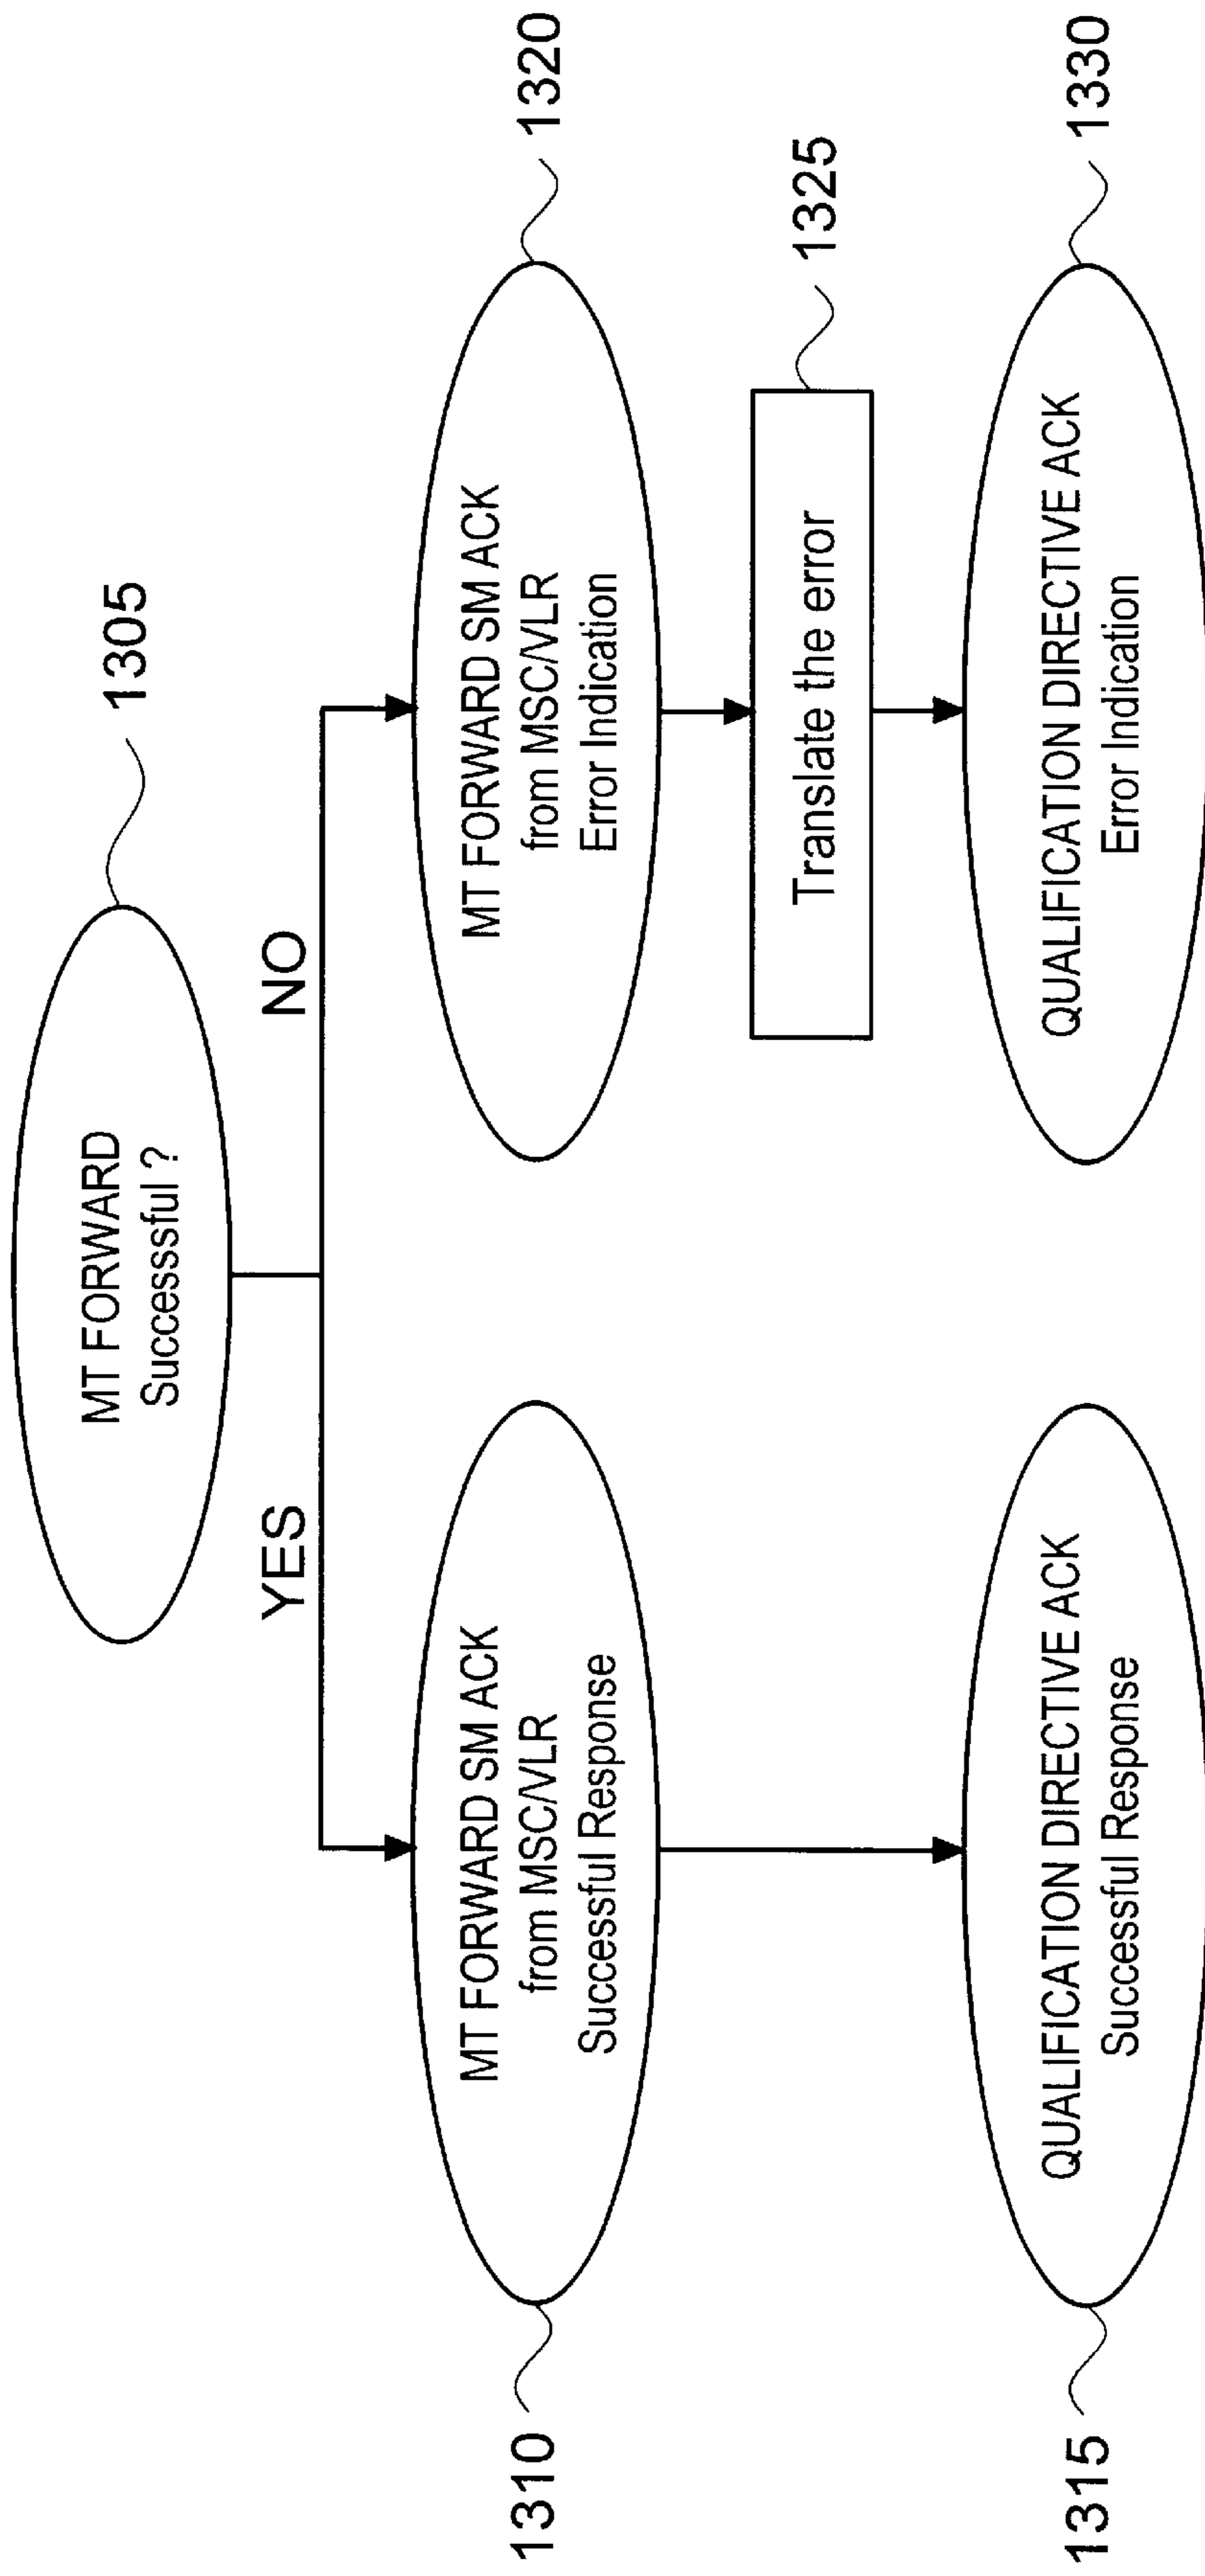 MT FORWARD
Successsful ?
1305
YES
NO
1310
MT FORWARD SM ACK
from MSC/VLR
Successful Response
MT FORWARD SM ACK
from MSC/VLR
Error Indication
1320
Translate the error
1325
1315
QUALIFICATION DIRECTIVE ACK
Successful Response
QUALIFICATION DIRECTIVE ACK
Error Indication
1330